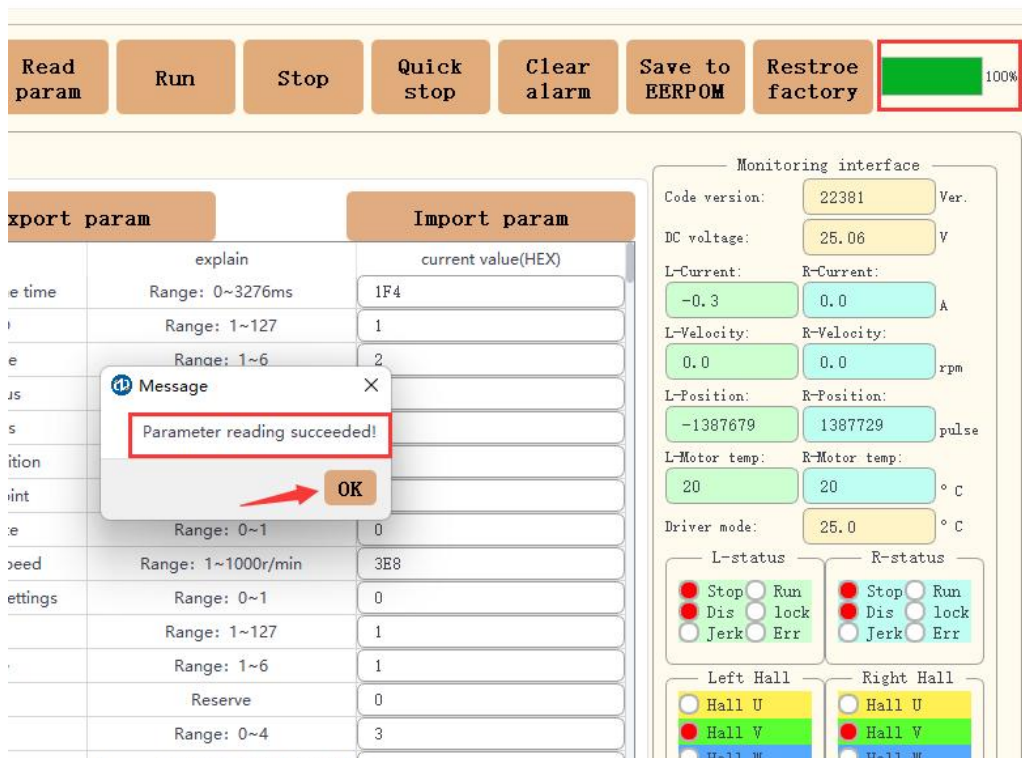 Read param
Run
Stop
Quick stop
Clear alarm
Save to EERPOM
Restroe factory
100%
xport param
Import param
explain
current value(HEX)
e time
Range: 0~3276ms
1F4
Range: 1~127
1
e
Range: 1~6
2
us
s
ition
int
te
Range: 0~1
0
peed
Range: 1~1000r/min
3E8
ettings
Range: 0~1
0
Range: 1~127
1
Range: 1~6
1
Reserve
0
Range: 0~4
3
Message
Parameter reading succeeded!
OK
Monitoring interface
Code version:
22381
Ver.
DC voltage:
25.06
V
L-Current:
R-Current:
-0.3
0.0
A
L-Velocity:
R-Velocity:
0.0
0.0
rpm
L-Position:
R-Position:
-1387679
1387729
pulse
L-Motor temp:
R-Motor temp:
20
20
° C
Driver mode:
25.0
° C
L-status
R-status
Stop Run
Dis lock
Jerk Err
Stop Run
Dis lock
Jerk Err
Left Hall
Right Hall
Hall U
Hall U
Hall V
Hall V
Hall W
Hall W